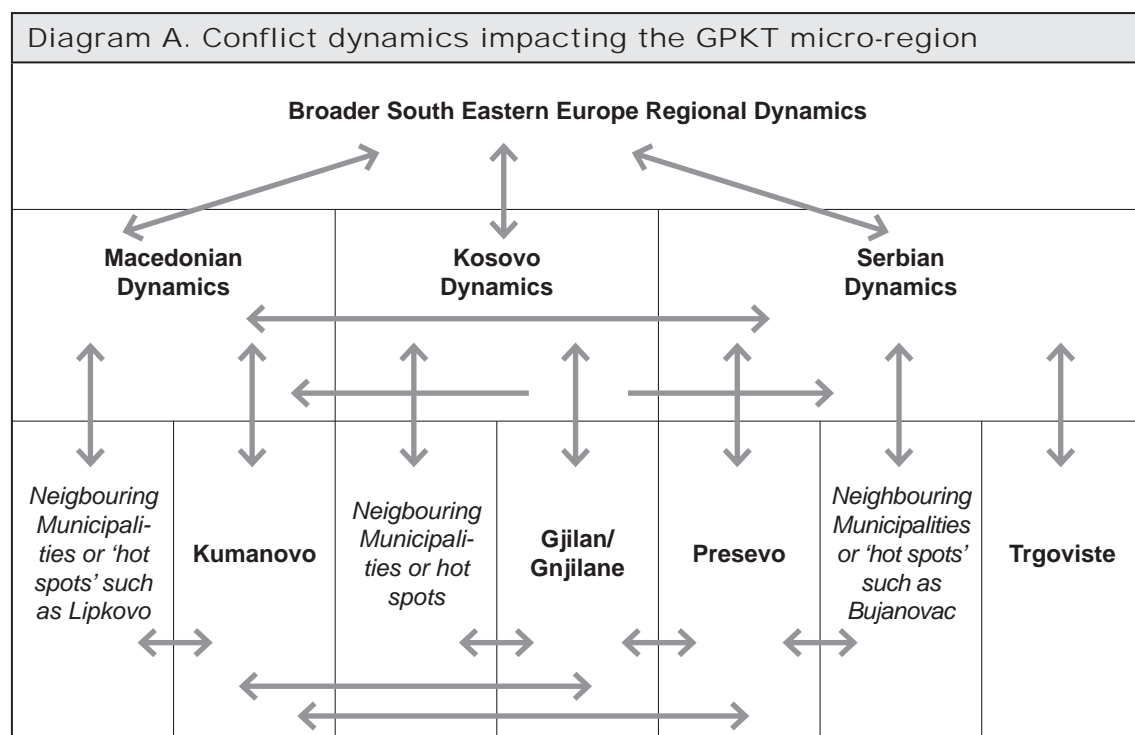 Diagram A. Conflict dynamics impacting the GPKT micro-region
Broader South Eastern Europe Regional Dynamics
Macedonian
Dynamics
Kosovo
Dynamics
Serbian
Dynamics
Neigbouring
Municipali-
ties or ‘hot
spots’ such
as Lipkovo
Kumanovo
Neigbouring
Municipali-
ties or hot
spots
Gjilan/
Gnjilane
Presevo
Neighbouring
Municipalities
or ‘hot spots’
such as
Bujanovac
Trgoviste